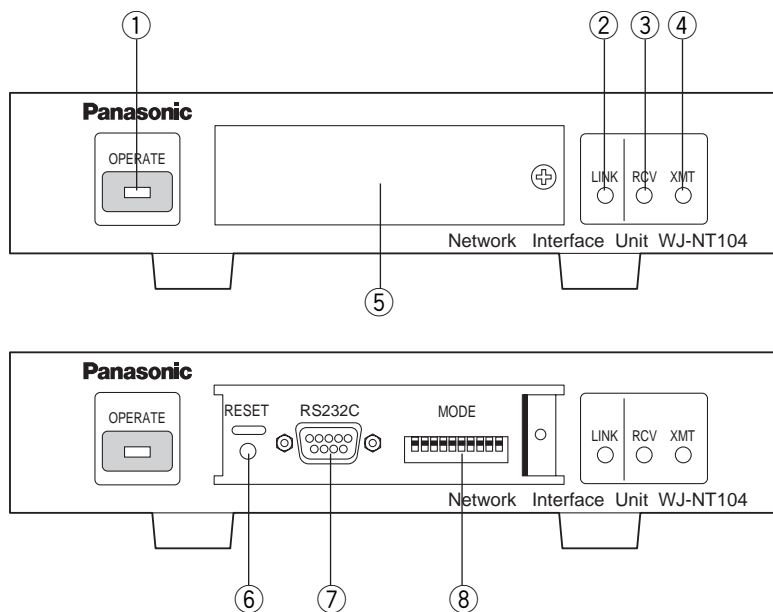 ① ② ③ ④
Panasonic
OPERATE
LINK RCV XMT
Network Interface Unit WJ-NT104
⑤
Panasonic
OPERATE
RESET RS232C MODE
LINK RCV XMT
Network Interface Unit WJ-NT104
⑥ ⑦ ⑧